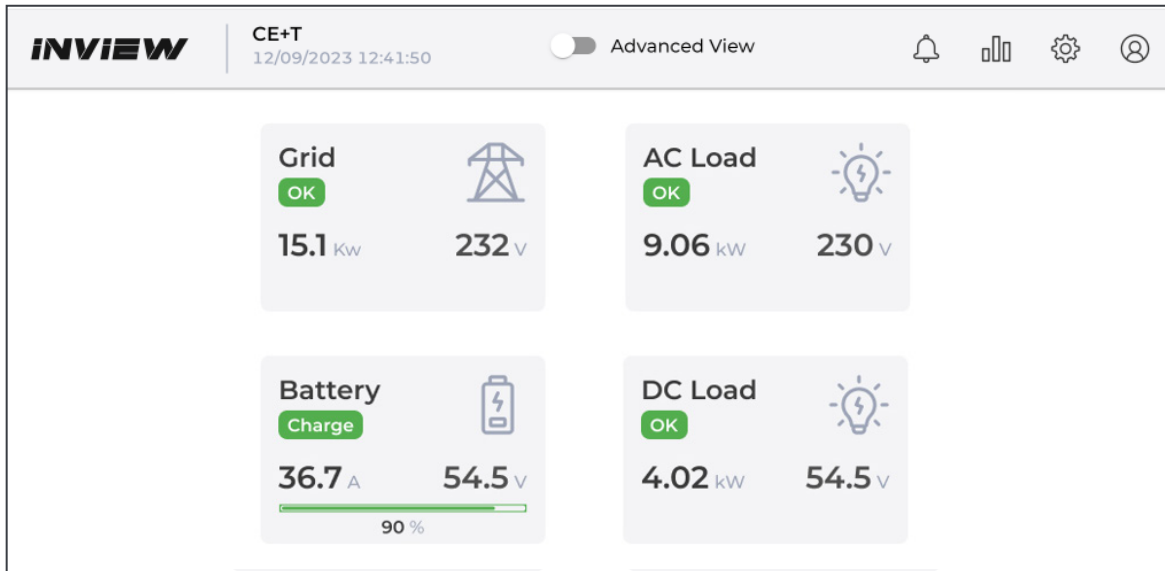 INVIEW
CE+T
12/09/2023 12:41:50
Advanced View
Grid
OK
15.1 Kw 232 V
AC Load
OK
9.06 kW 230 V
Battery
Charge
36.7 A 54.5 V
90 %
DC Load
OK
4.02 kW 54.5 V